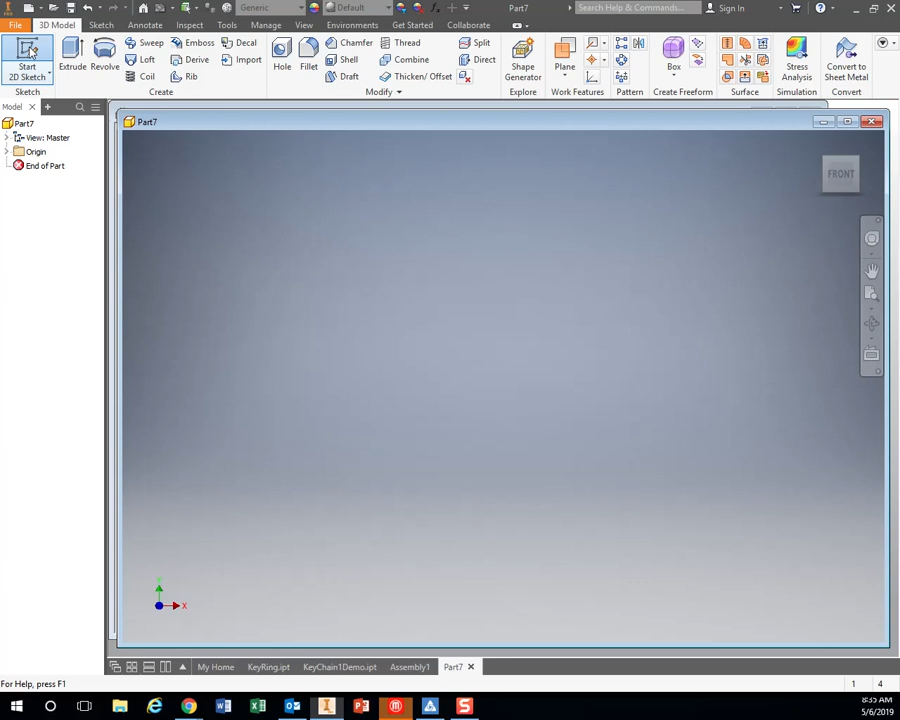 Generic
Default
Part7
Search Help & Commands...
Sign In
File
3D Model
Sketch
Annotate
Inspect
Tools
Manage
View
Environments
Get Started
Collaborate
Start
2D Sketch
Extrude
Revolve
Sweep
Emboss
Decal
Loft
Derive
Import
Coil
Rib
Hole
Fillet
Chamfer
Thread
Split
Shell
Combine
Direct
Draft
Thicken/ Offset
Shape
Generator
Plane
Box
Stress
Analysis
Convert to
Sheet Metal
Sketch
Create
Modify
Explore
Work Features
Pattern
Create Freeform
Surface
Simulation
Convert
Model
Part7
View: Master
Origin
End of Part
Part7
FRONT
X
My Home
KeyRing.ipt
KeyChain1Demo.ipt
Assembly1
Part7
For Help, press F1
1
4
8:35 AM
5/6/2019